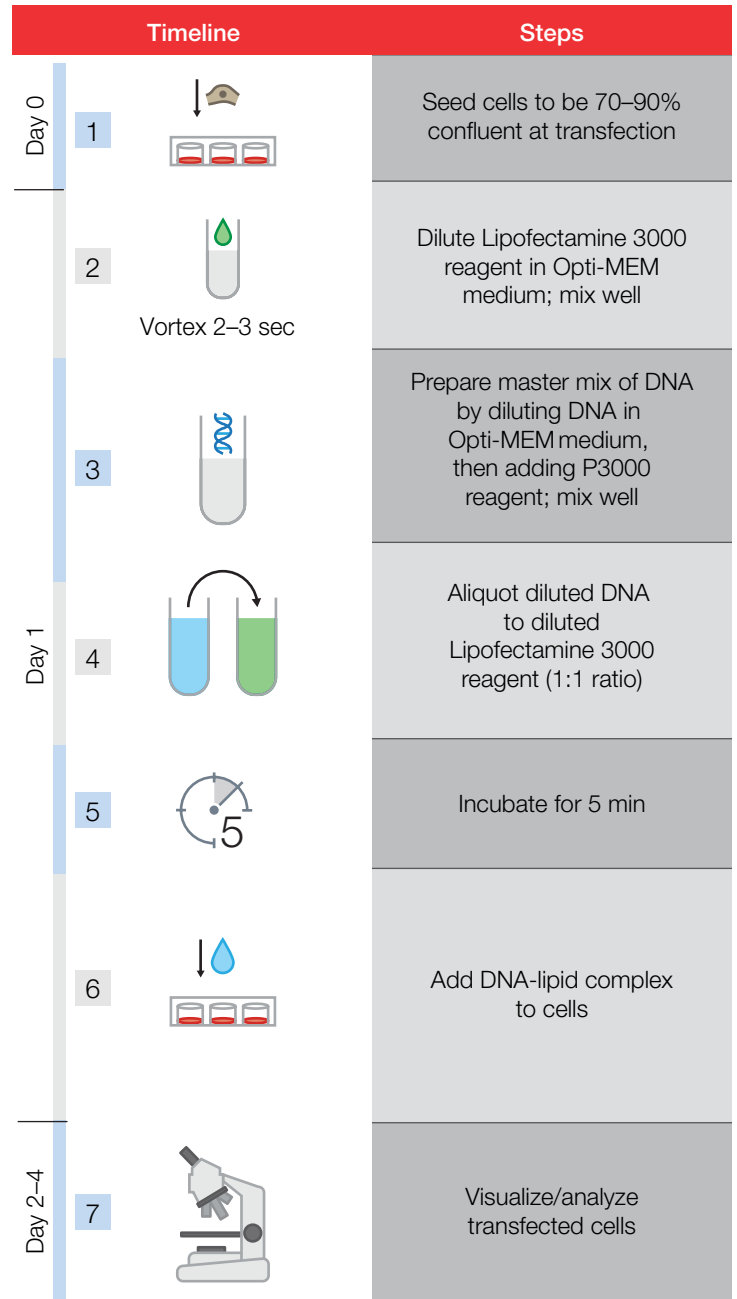 Timeline
Steps
Day 0
1
Seed cells to be 70–90%
confluent at transfection
Day 1
2
Vortex 2–3 sec
Dilute Lipofectamine 3000
reagent in Opti-MEM
medium; mix well
3
Prepare master mix of DNA
by diluting DNA in
Opti-MEM medium,
then adding P3000
reagent; mix well
4
Aliquot diluted DNA
to diluted
Lipofectamine 3000
reagent (1:1 ratio)
5
5
Incubate for 5 min
6
Add DNA-lipid complex
to cells
Day 2–4
7
Visualize/analyze
transfected cells